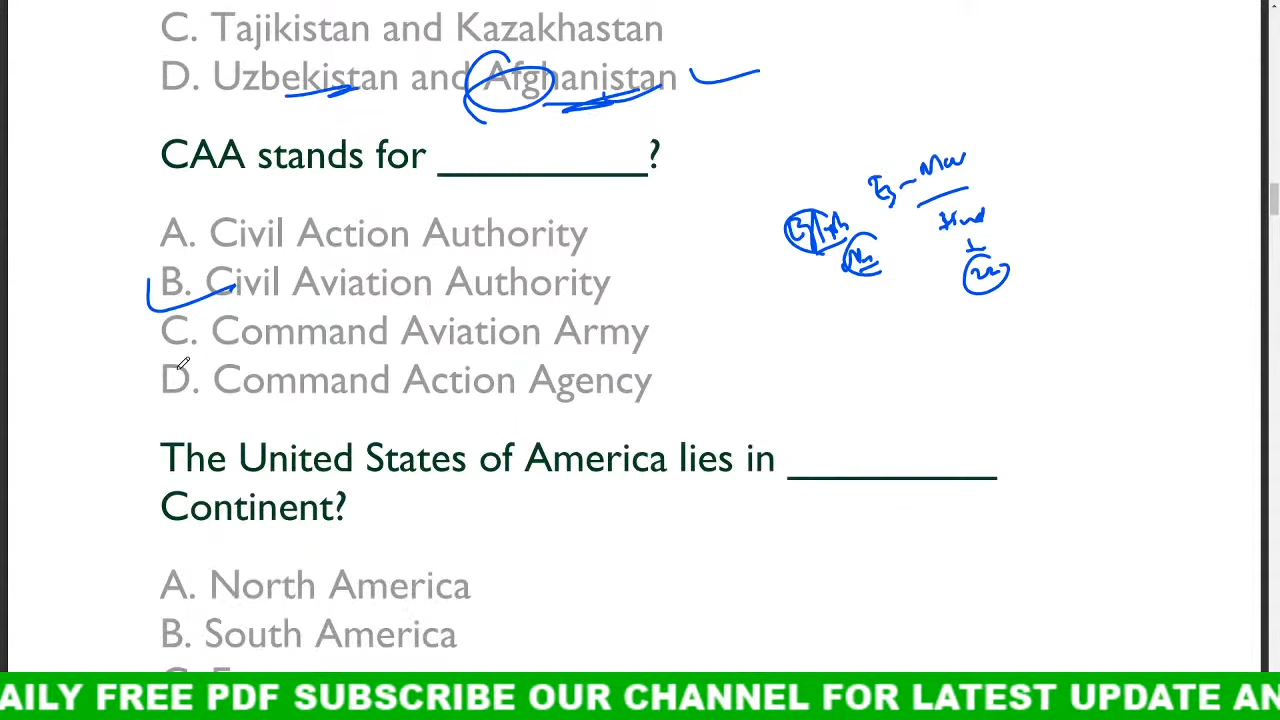 C. Tajikistan and Kazakhastan
D. Uzbekistan and Afghanistan
CAA stands for __________?
A. Civil Action Authority
B. Civil Aviation Authority
C. Command Aviation Army
D. Command Action Agency
The United States of America lies in __________
Continent?
A. North America
B. South America
AILY FREE PDF SUBSCRIBE OUR CHANNEL FOR LATEST UPDATE AN